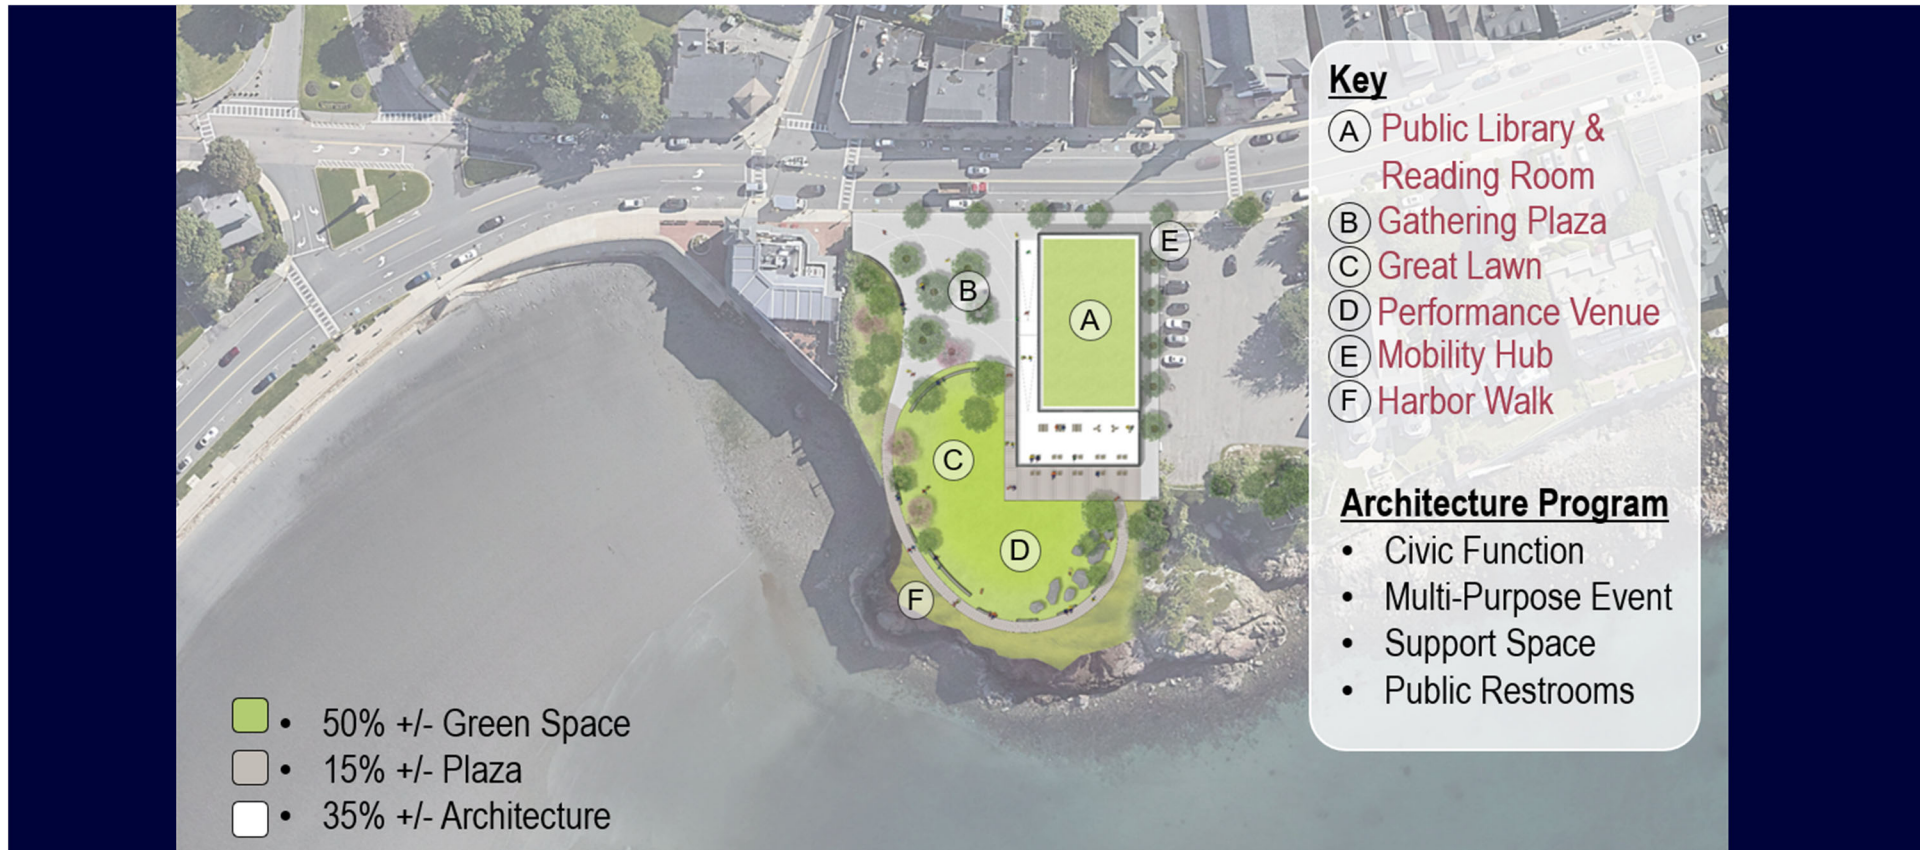 Key
A Public Library &
Reading Room
B Gathering Plaza
C Great Lawn
D Performance Venue
E Mobility Hub
F Harbor Walk
Architecture Program
• Civic Function
• Multi-Purpose Event
• Support Space
• Public Restrooms
E
B
A
C
D
F
• 50% +/- Green Space
• 15% +/- Plaza
• 35% +/- Architecture